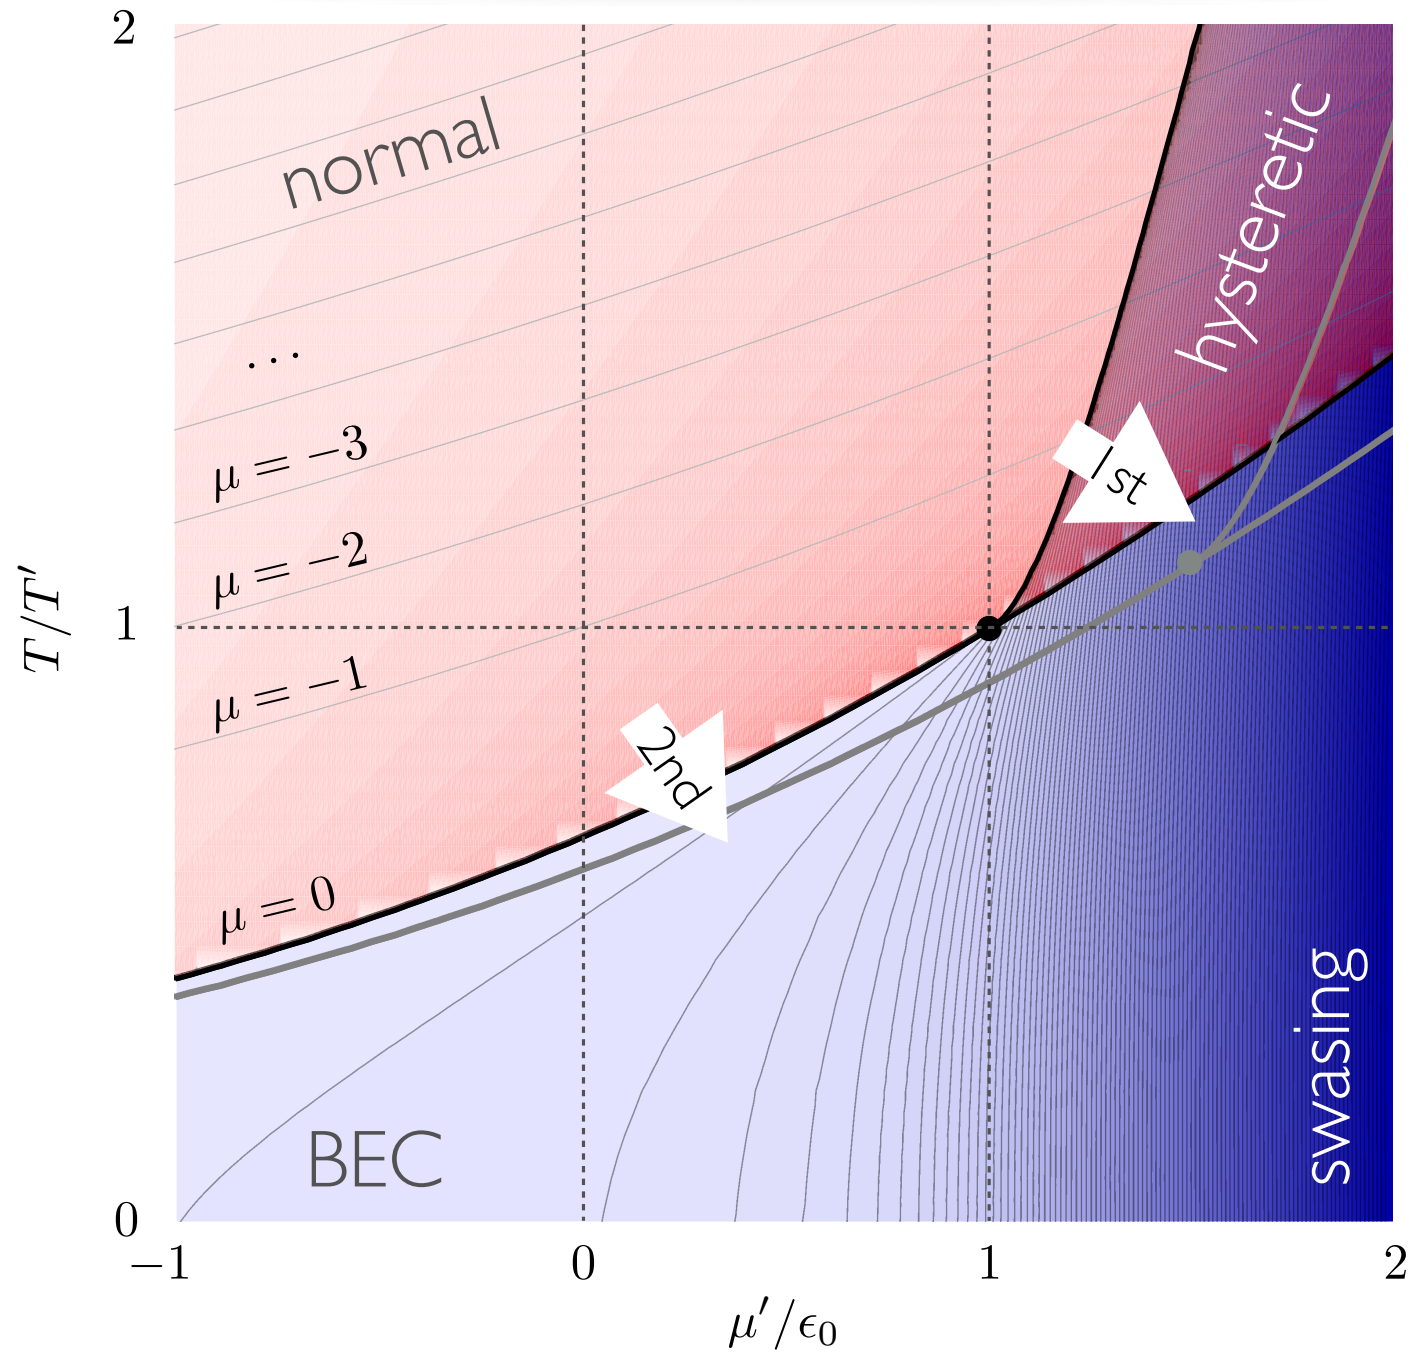 2
normal
hysteretic
...
μ = −3
1st
μ = −2
T/T′
1
μ = −1
2nd
μ = 0
swasing
BEC
0
−1
0
1
2
μ′/ϵ₀